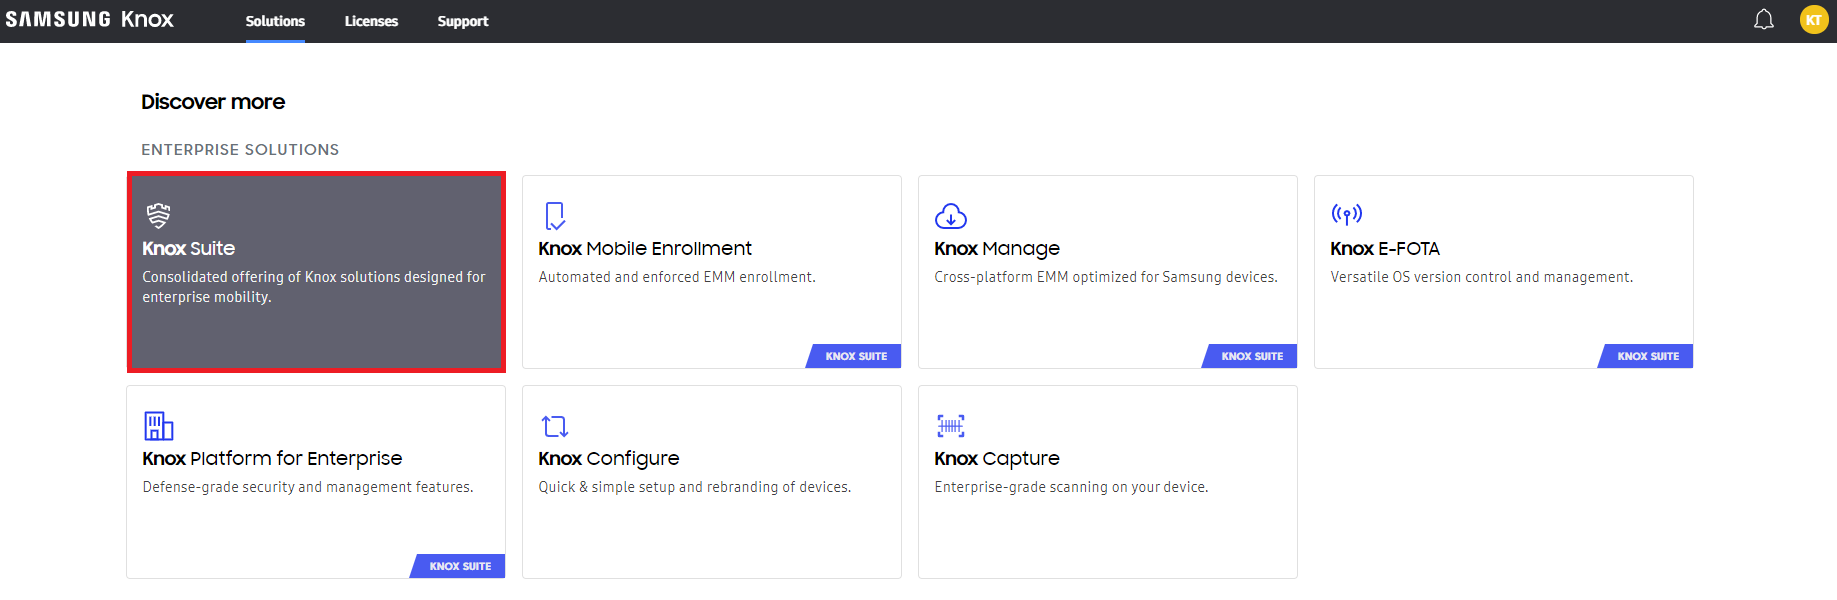 SAMSUNG Knox
Solutions
Licenses
Support
KT
Discover more
ENTERPRISE SOLUTIONS
Knox Suite
Consolidated offering of Knox solutions designed for
enterprise mobility.
Knox Mobile Enrollment
Automated and enforced EMM enrollment.
KNOX SUITE
Knox Manage
Cross-platform EMM optimized for Samsung devices.
KNOX SUITE
Knox E-FOTA
Versatile OS version control and management.
KNOX SUITE
Knox Platform for Enterprise
Defense-grade security and management features.
KNOX SUITE
Knox Configure
Quick & simple setup and rebranding of devices.
Knox Capture
Enterprise-grade scanning on your device.